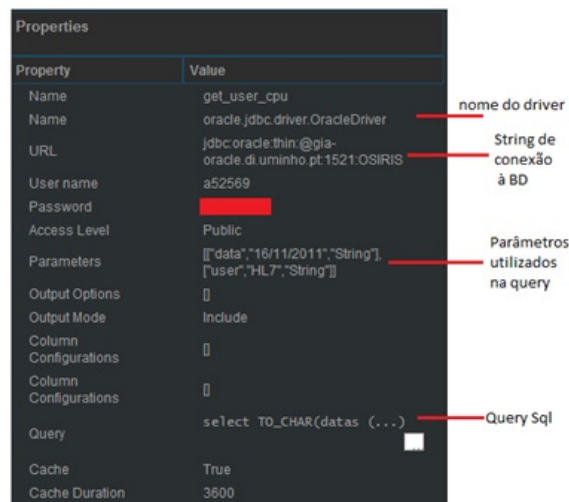 Properties
Property Value
Name get_user_cpu
Name oracle.jdbc.driver.OracleDriver
nome do driver
URL jdbc:oracle:thin:@gia-
oracle.di.uminho.pt:1521:OSIRIS
String de
conexão
à BD
User name a52569
Password
Access Level Public
Parameters [["data","16/11/2011","String"],
["user","HL7","String"]]
Parâmetros
utilizados
na query
Output Options []
Output Mode Include
Column
Configurations []
Column
Configurations []
Query select TO_CHAR(datas (...)
...
Query Sql
Cache True
Cache Duration 3600